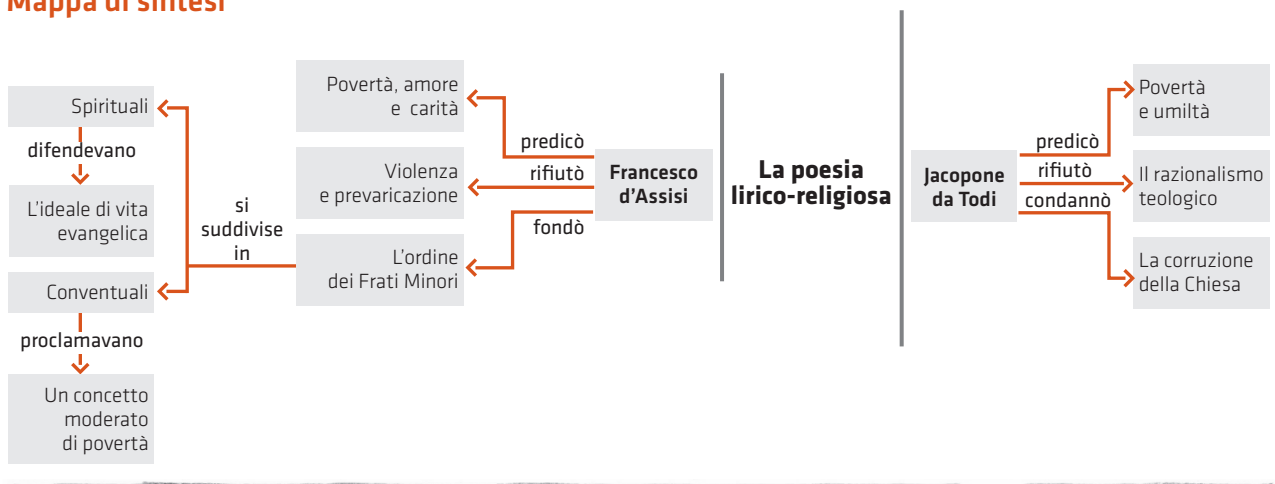 Mappa di sintesi
Spirituali
difendevano
L'ideale di vita
evangelica
Conventuali
proclamavano
Un concetto
moderato
di povertà
si
suddivise
in
Povertà, amore
e carità
Violenza
e prevaricazione
L'ordine
dei Frati Minori
predicò
rifiutò
fondò
Francesco
d'Assisi
La poesia
lirico-religiosa
Jacopone
da Todi
predicò
rifiutò
condannò
Povertà
e umiltà
Il razionalismo
teologico
La corruzione
della Chiesa